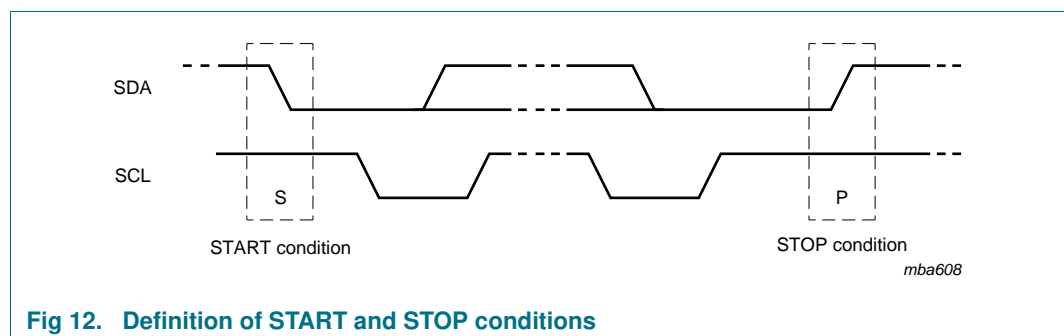 SDA
SCL
S
P
START condition
STOP condition
mba608
Fig 12. Definition of START and STOP conditions